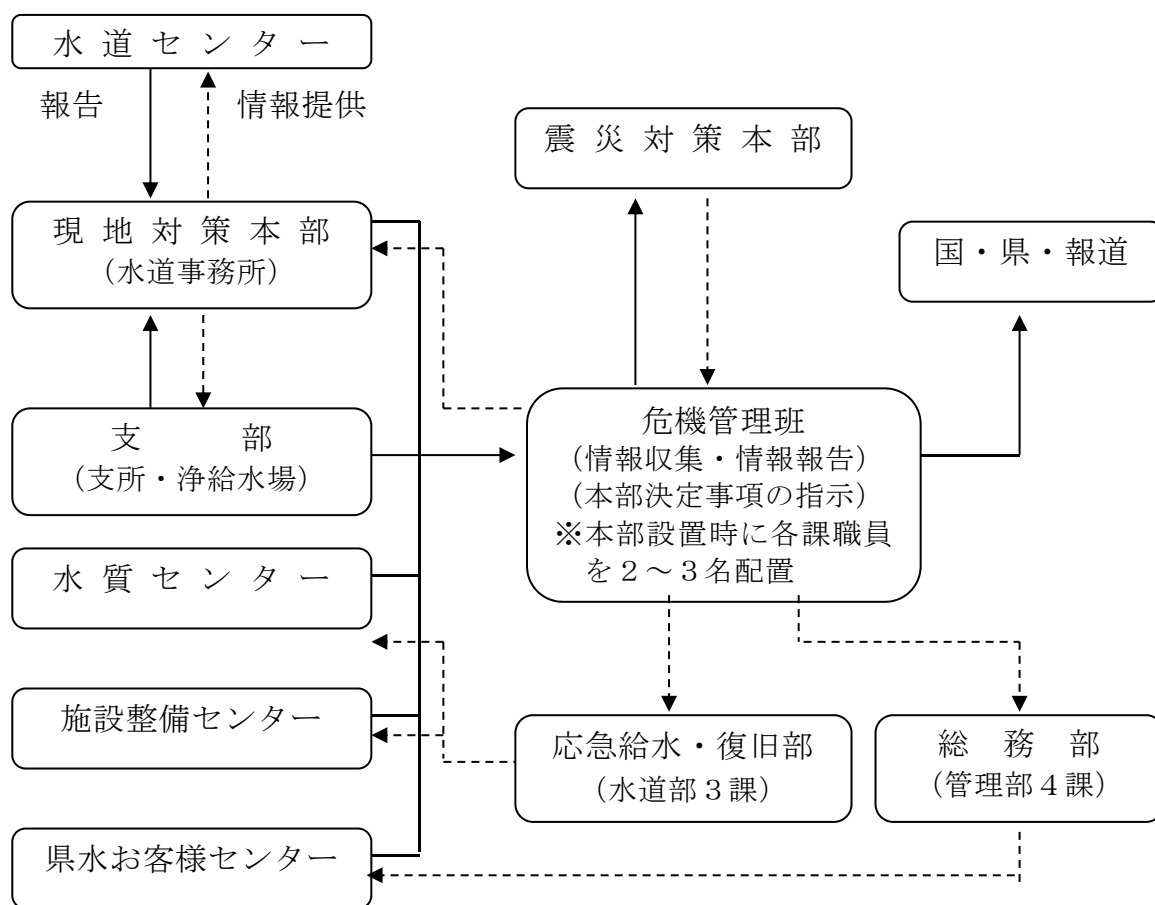 水道センター
報告
情報提供
震災対策本部
現地対策本部
（水道事務所）
国・県・報道
支部
（支所・浄給水場）
危機管理班
（情報収集・情報報告）
（本部決定事項の指示）
※本部設置時に各課職員
を２～３名配置
水質センター
施設整備センター
応急給水・復旧部
（水道部３課）
総務部
（管理部４課）
県水お客様センター